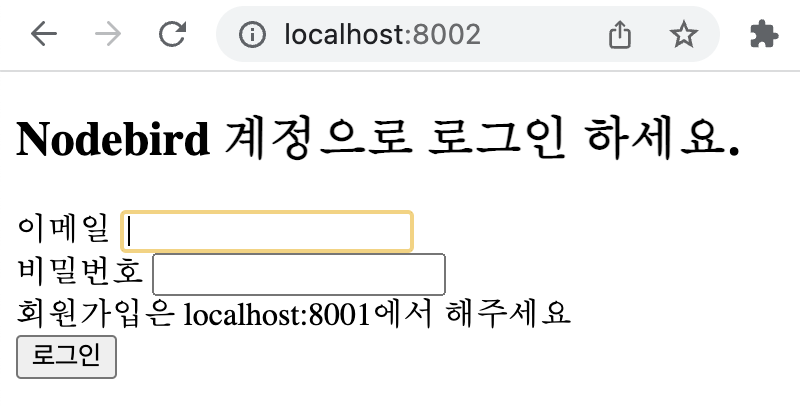 localhost:8002
Nodebird 계정으로 로그인 하세요.
이메일
비밀번호
회원가입은 localhost:8001에서 해주세요
로그인